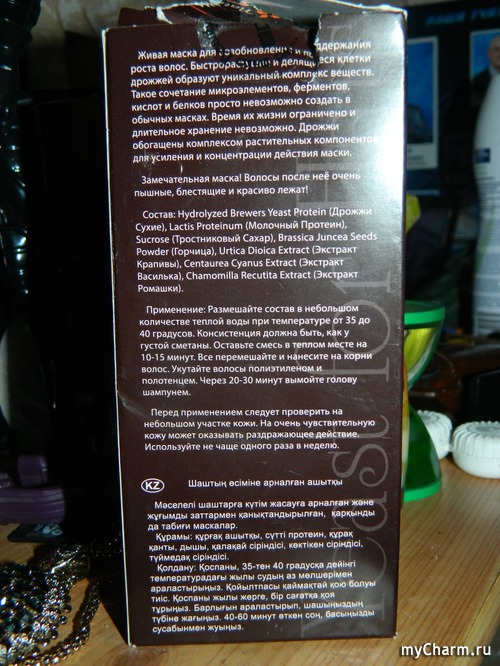 Живая маска для возобновления и поддержания
роста волос. Быстрорастущие и делящиеся клетки
дрожжей образуют уникальный комплекс веществ.
Такое сочетание микроэлементов, ферментов,
кислот и белков просто невозможно создать в
обычных масках. Время их жизни ограничено и
длительное хранение невозможно. Дрожжи
обогащены комплексом растительных компонентов
для усиления и концентрации действия маски.
Замечательная маска! Волосы после неё очень
пышные, блестящие и красиво лежат!
Состав: Hydrolyzed Brewers Yeast Protein (Дрожжи
Сухие), Lactis Proteinum (Молочный Протеин),
Sucrose (Тростниковый Сахар), Brassica Juncea Seeds
Powder (Горчица), Urtica Dioica Extract (Экстракт
Крапивы), Centaurea Cyanus Extract (Экстракт
Василька), Chamomilla Recutita Extract (Экстракт
Ромашки).
Применение: Размешайте состав в небольшом
количестве теплой воды при температуре от 35 до
40 градусов. Консистенция должна быть, как у
густой сметаны. Оставьте смесь в теплом месте на
10-15 минут. Все перемешайте и нанесите на корни
волос. Укутайте волосы полиэтиленом и
полотенцем. Через 20-30 минут вымойте голову
шампунем.
Перед применением следует проверить на
небольшом участке кожи. На очень чувствительную
кожу может оказывать раздражающее действие.
Используйте не чаще одного раза в неделю.
KZ Шаштың өсіміне арналған ашытқы
Мәселелі шаштарға күтім жасауға арналған және
жұғымды заттармен қанықтандырылған, қарқынды
да табиғи маскалар.
Құрамы: құрғақ ашытқы, сүтті протеин, құрақ
қанты, дышы, қалақай сіріндісі, кектікен сіріндісі,
түймедақ сіріндісі.
Қолдану: Қоспаны, 35-тен 40 градусқа дейінгі
температурадағы жылы судың аз мөлшерімен
араластырыңыз. Қойылтпасы қаймақтай қою болуы
тиіс. Қоспаны жылы жерге, бір сағатқа қоя
тұрыңыз. Барлығын араластырып, шашыңыздың
түбіне жағыңыз. 40-60 минут өткен соң, басыңызды
сусабынмен жуыңыз.
Yeast for H
myCharm.ru